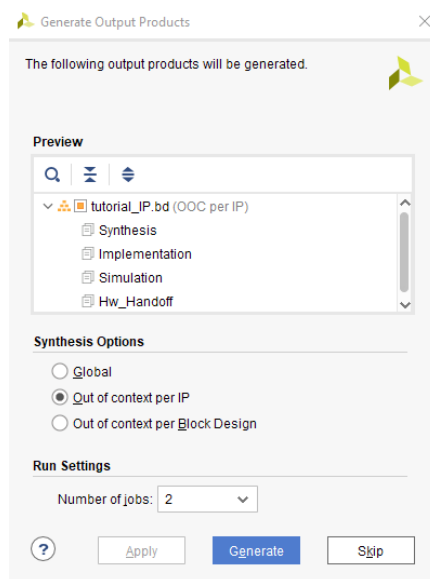 Generate Output Products
The following output products will be generated.
Preview
tutorial_IP.bd (OOC per IP)
Synthesis
Implementation
Simulation
Hw_Handoff
Synthesis Options
Global
Out of context per IP
Out of context per Block Design
Run Settings
Number of jobs: 2
? Apply Generate Skip